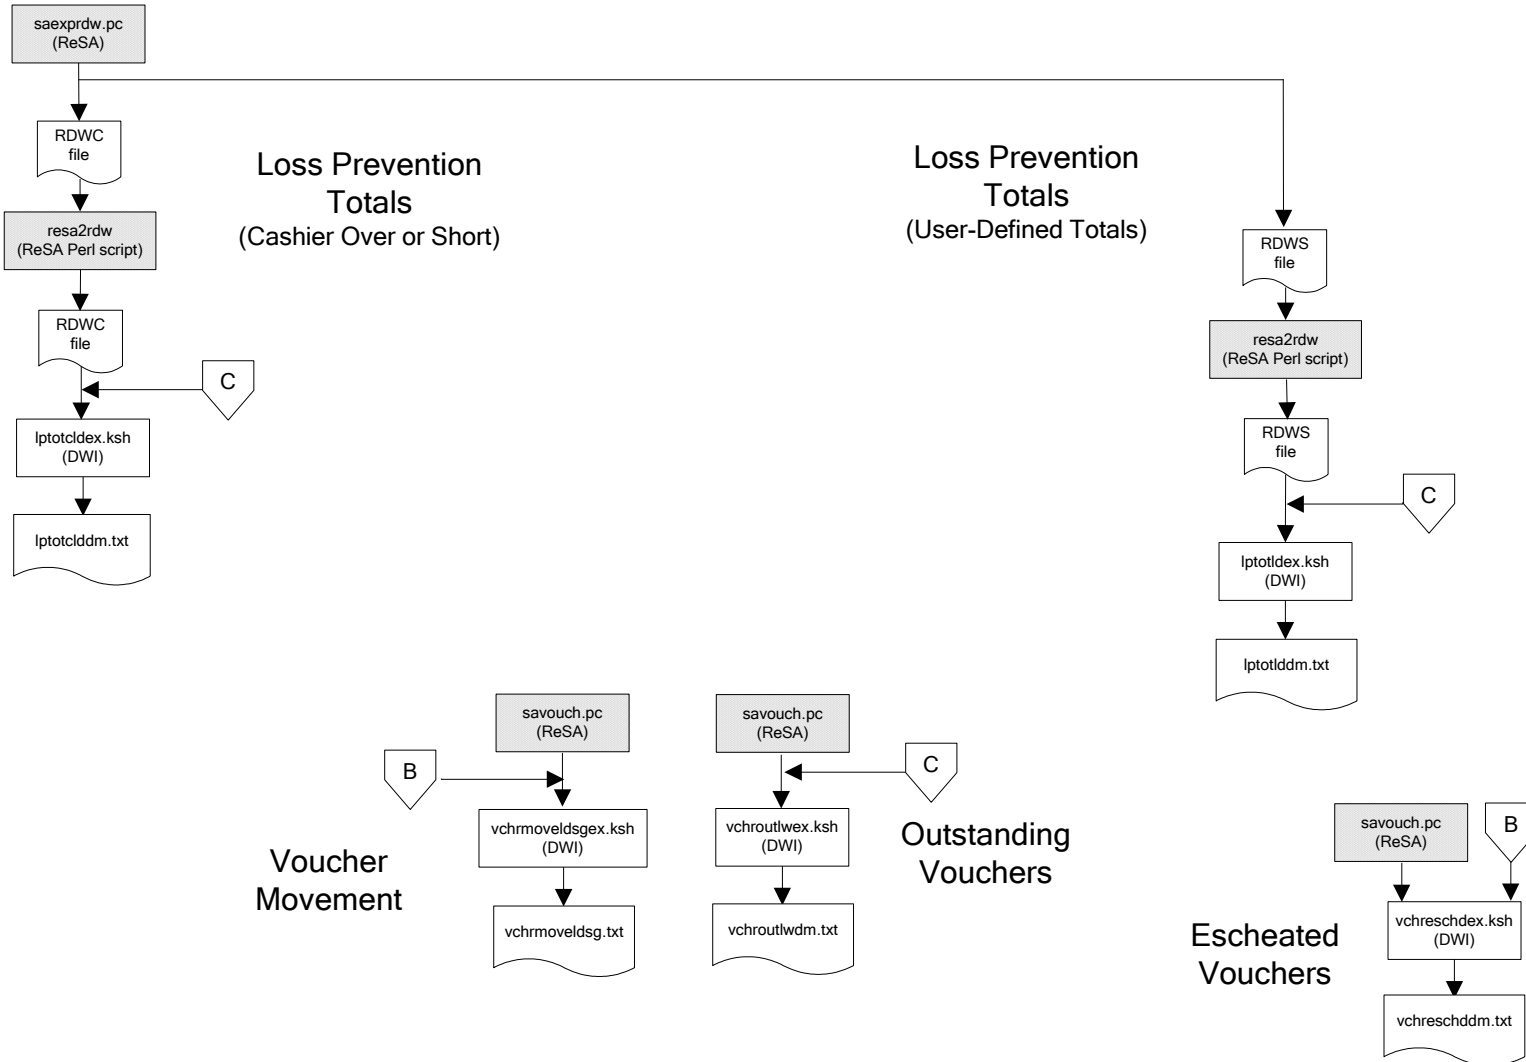 saexprdw.pc
(ReSA)
RDWC
file
Loss Prevention
Totals
(Cashier Over or Short)
resa2rdw
(ReSA Perl script)
RDWC
file
C
lptotcldex.ksh
(DWI)
lptotclddm.txt
Loss Prevention
Totals
(User-Defined Totals)
RDWS
file
resa2rdw
(ReSA Perl script)
RDWS
file
C
lptotldex.ksh
(DWI)
lptotlddm.txt
savouch.pc
(ReSA)
B
vchrmoveldsgex.ksh
(DWI)
Voucher
Movement
vchrmoveldsg.txt
savouch.pc
(ReSA)
C
vchroutlwex.ksh
(DWI)
Outstanding
Vouchers
vchroutlwdm.txt
savouch.pc
(ReSA)
B
vchreschdex.ksh
(DWI)
Escheated
Vouchers
vchreschddm.txt